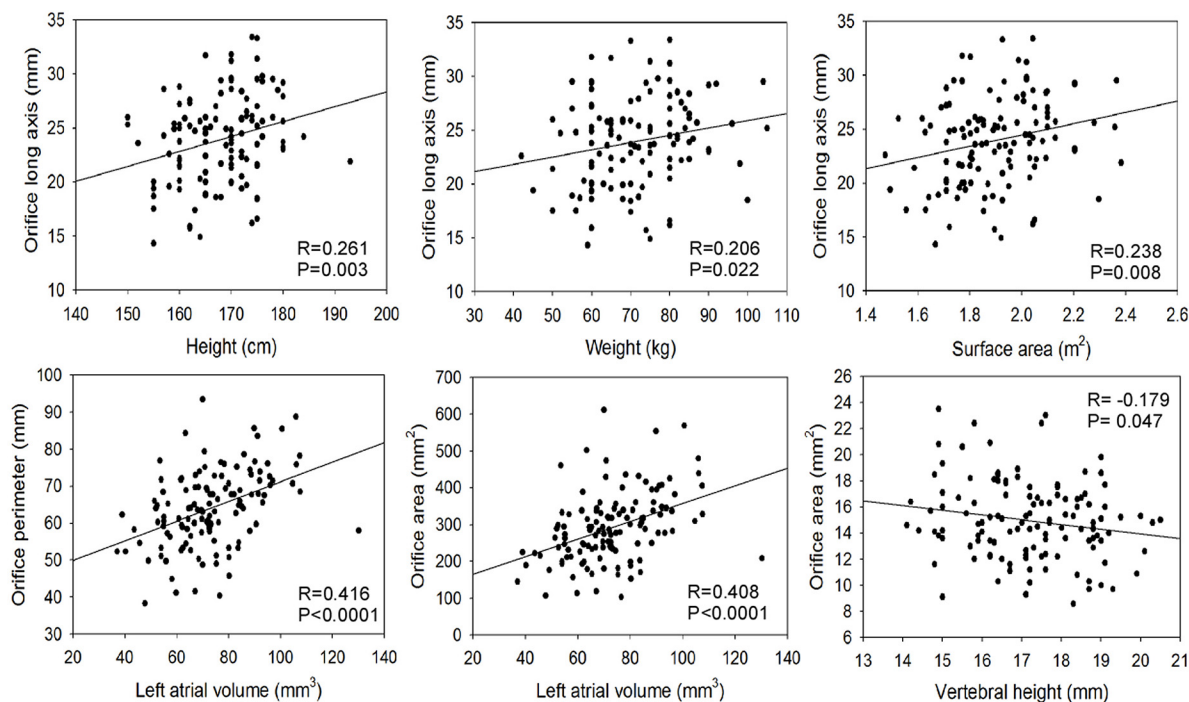 35
30
25
20
15
10
Orifice long axis (mm)
R=0.261
P=0.003
140 150 160 170 180 190 200
Height (cm)
35
30
25
20
15
10
Orifice long axis (mm)
R=0.206
P=0.022
30 40 50 60 70 80 90 100 110
Weight (kg)
35
30
25
20
15
10
Orifice long axis (mm)
R=0.238
P=0.008
1.4 1.6 1.8 2.0 2.2 2.4 2.6
Surface area (m²)
100
90
80
70
60
50
40
30
Orifice perimeter (mm)
R=0.416
P<0.0001
20 40 60 80 100 120 140
Left atrial volume (mm³)
700
600
500
400
300
200
100
0
Orifice area (mm²)
R=0.408
P<0.0001
20 40 60 80 100 120 140
Left atrial volume (mm³)
26
24
22
20
18
16
14
12
10
8
6
Orifice area (mm²)
R= -0.179
P= 0.047
13 14 15 16 17 18 19 20 21
Vertebral height (mm)